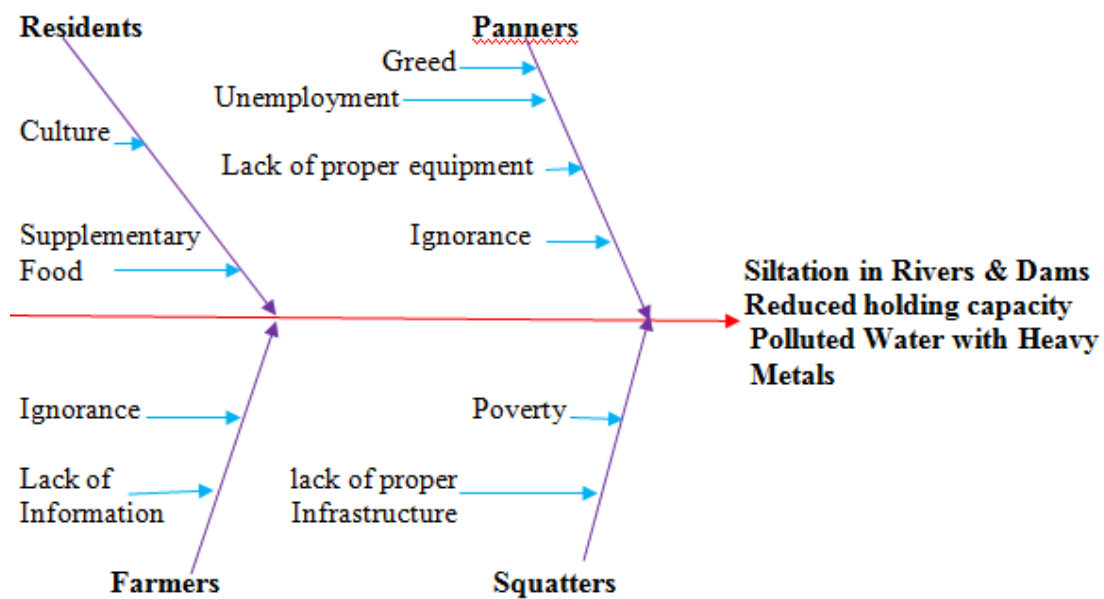 Residents
Panners
Greed
Unemployment
Culture
Lack of proper equipment
Supplementary
Food
Ignorance
Siltation in Rivers & Dams
Reduced holding capacity
Polluted Water with Heavy
Metals
Ignorance
Poverty
Lack of
Information
lack of proper
Infrastructure
Farmers
Squatters